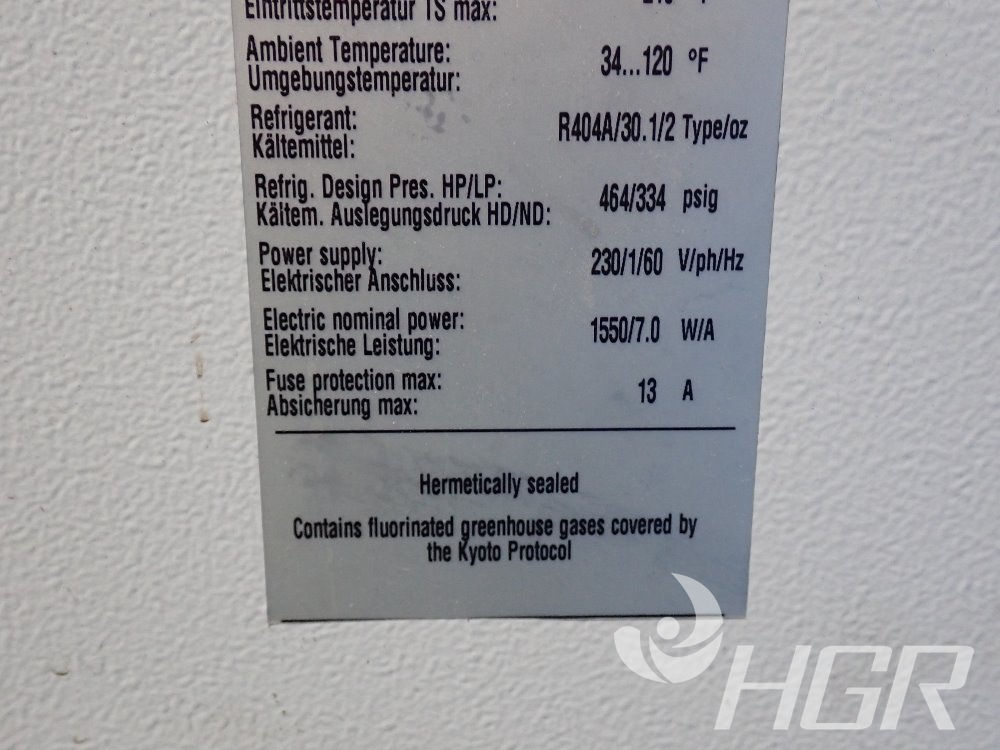 Eintrittstemperatur TS max: °F
Ambient Temperature:
Umgebungstemperatur: 34...120 °F
Refrigerant:
Kältemittel: R404A/30.1/2 Type/oz
Refrig. Design Pres. HP/LP:
Kältem. Auslegungsdruck HD/ND: 464/334 psig
Power supply:
Elektrischer Anschluss: 230/1/60 V/ph/Hz
Electric nominal power:
Elektrische Leistung: 1550/7.0 W/A
Fuse protection max:
Absicherung max: 13 A
Hermetically sealed
Contains fluorinated greenhouse gases covered by
the Kyoto Protocol
HGR